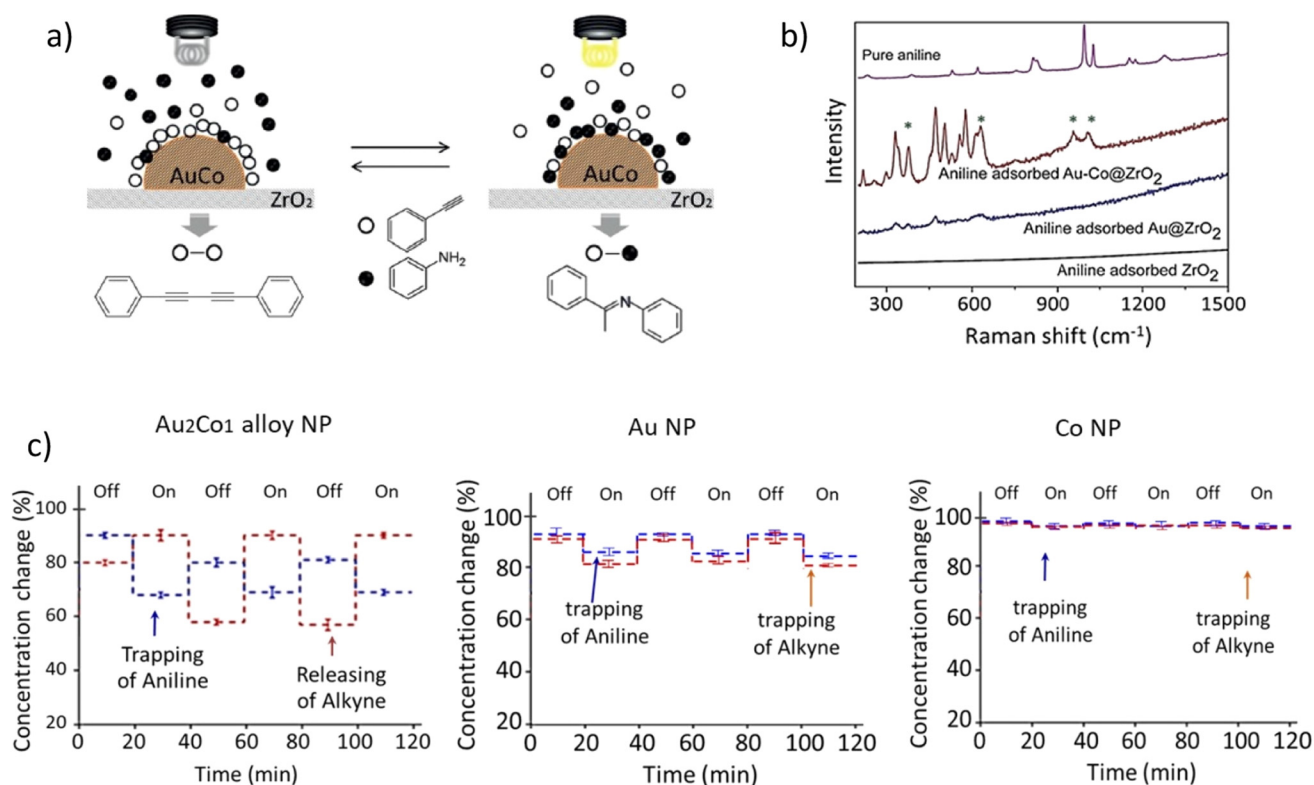 a)
AuCo
ZrO₂
NH₂
N
AuCo
ZrO₂
b)
Pure aniline
Aniline adsorbed Au-Co@ZrO₂
Aniline adsorbed Au@ZrO₂
Aniline adsorbed ZrO₂
* * * *
Intensity
300 600 900 1200 1500
Raman shift (cm⁻¹)
c)
Au₂Co₁ alloy NP
Off On Off On Off On
Concentration change (%)
100
80
60
40
20
Trapping
of Aniline
Releasing
of Alkyne
0 20 40 60 80 100 120
Time (min)
Au NP
Off On Off On Off On
Concentration change (%)
100
80
60
40
20
trapping
of Aniline
trapping
of Alkyne
0 20 40 60 80 100 120
Time (min)
Co NP
Off On Off On Off On
Concentration change (%)
100
80
60
40
20
trapping
of Aniline
trapping
of Alkyne
0 20 40 60 80 100 120
Time (min)